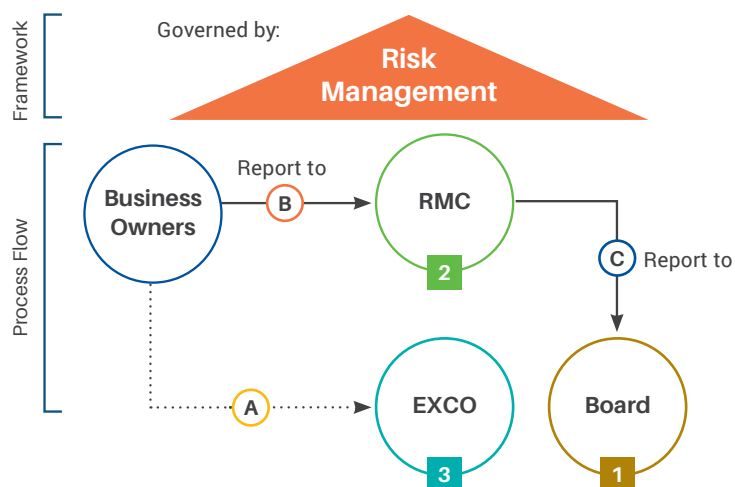 Framework
Governed by:
Risk
Management
Process Flow
Business
Owners
Report to
B
RMC
2
C
Report to
A
EXCO
3
Board
1